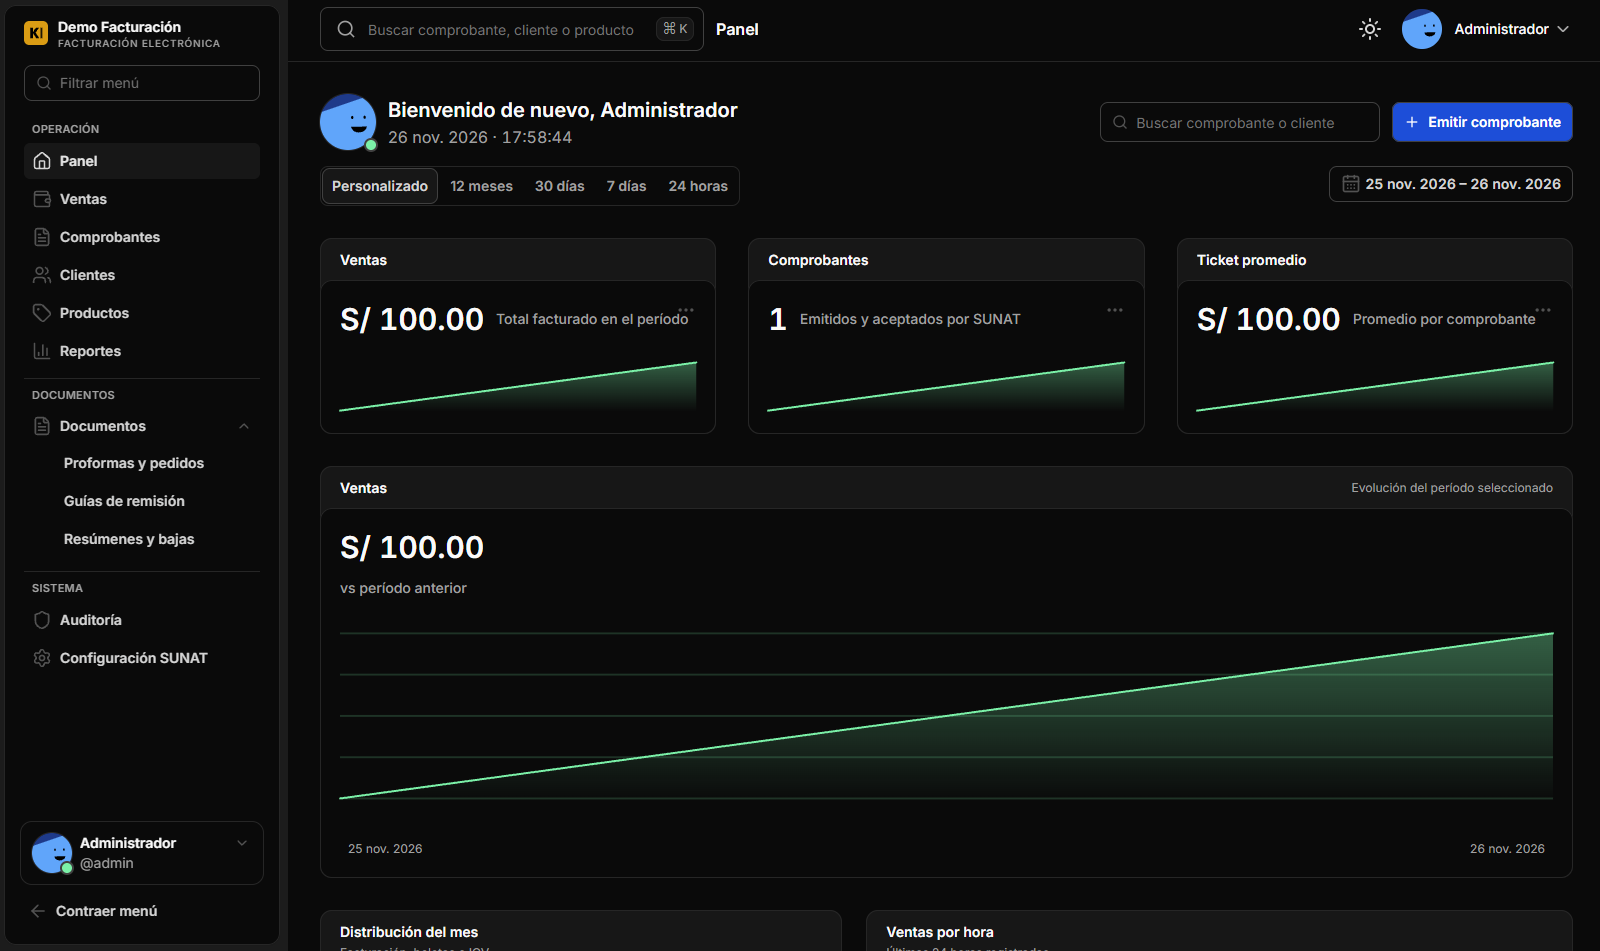 KI
Demo Facturación
FACTURACIÓN ELECTRÓNICA
Filtrar menú
OPERACIÓN
Panel
Ventas
Comprobantes
Clientes
Productos
Reportes
DOCUMENTOS
Documentos
Proformas y pedidos
Guías de remisión
Resúmenes y bajas
SISTEMA
Auditoría
Configuración SUNAT
Administrador
@admin
Contraer menú
Buscar comprobante, cliente o producto ⌘ K
Panel
Administrador
Bienvenido de nuevo, Administrador
26 nov. 2026 · 17:58:44
Buscar comprobante o cliente
+ Emitir comprobante
Personalizado 12 meses 30 días 7 días 24 horas
25 nov. 2026 – 26 nov. 2026
Ventas
S/ 100.00 Total facturado en el período
Comprobantes
1 Emitidos y aceptados por SUNAT
Ticket promedio
S/ 100.00 Promedio por comprobante
Ventas
Evolución del período seleccionado
S/ 100.00
vs período anterior
25 nov. 2026
26 nov. 2026
Distribución del mes
Ventas por hora